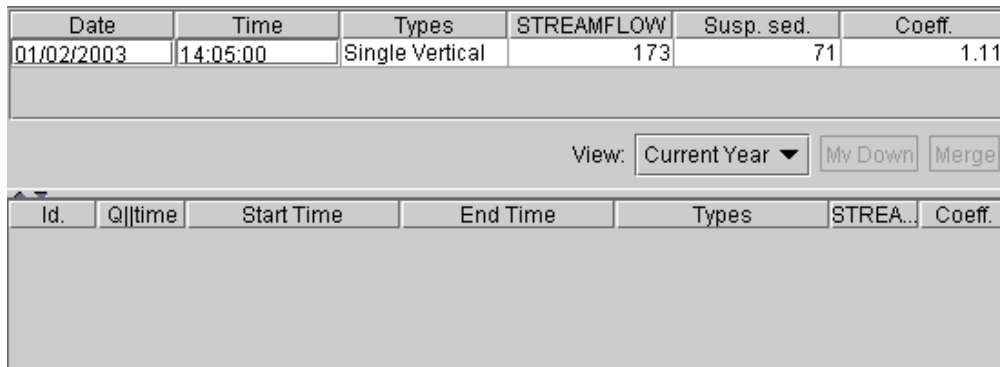 Date Time Types STREAMFLOW Susp. sed. Coeff.
01/02/2003 14:05:00 Single Vertical 173 71 1.11
View: Current Year Mv Down Merge
Id. Q||time Start Time End Time Types STREA... Coeff.